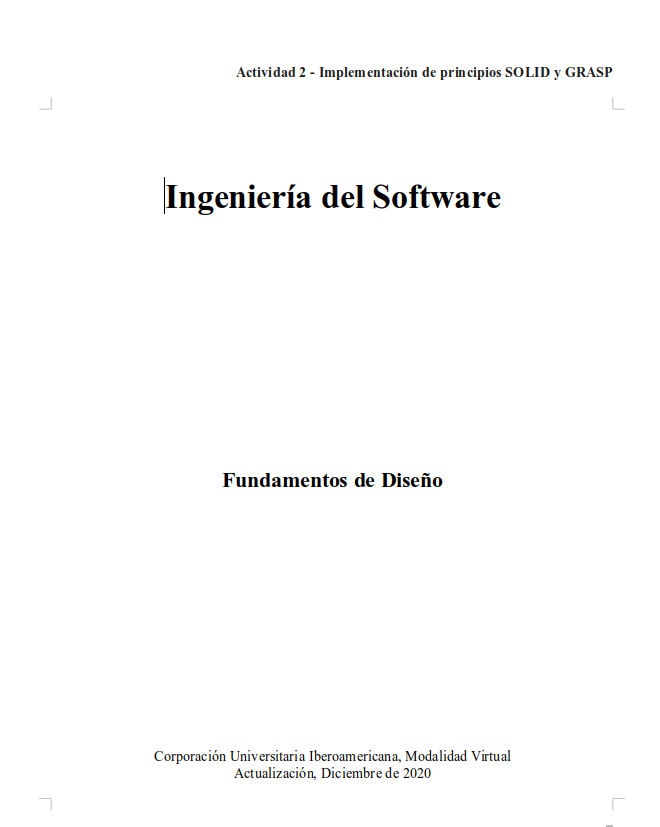 Actividad 2 - Implementación de principios SOLID y GRASP
Ingeniería del Software
Fundamentos de Diseño
Corporación Universitaria Iberoamericana, Modalidad Virtual
Actualización, Diciembre de 2020